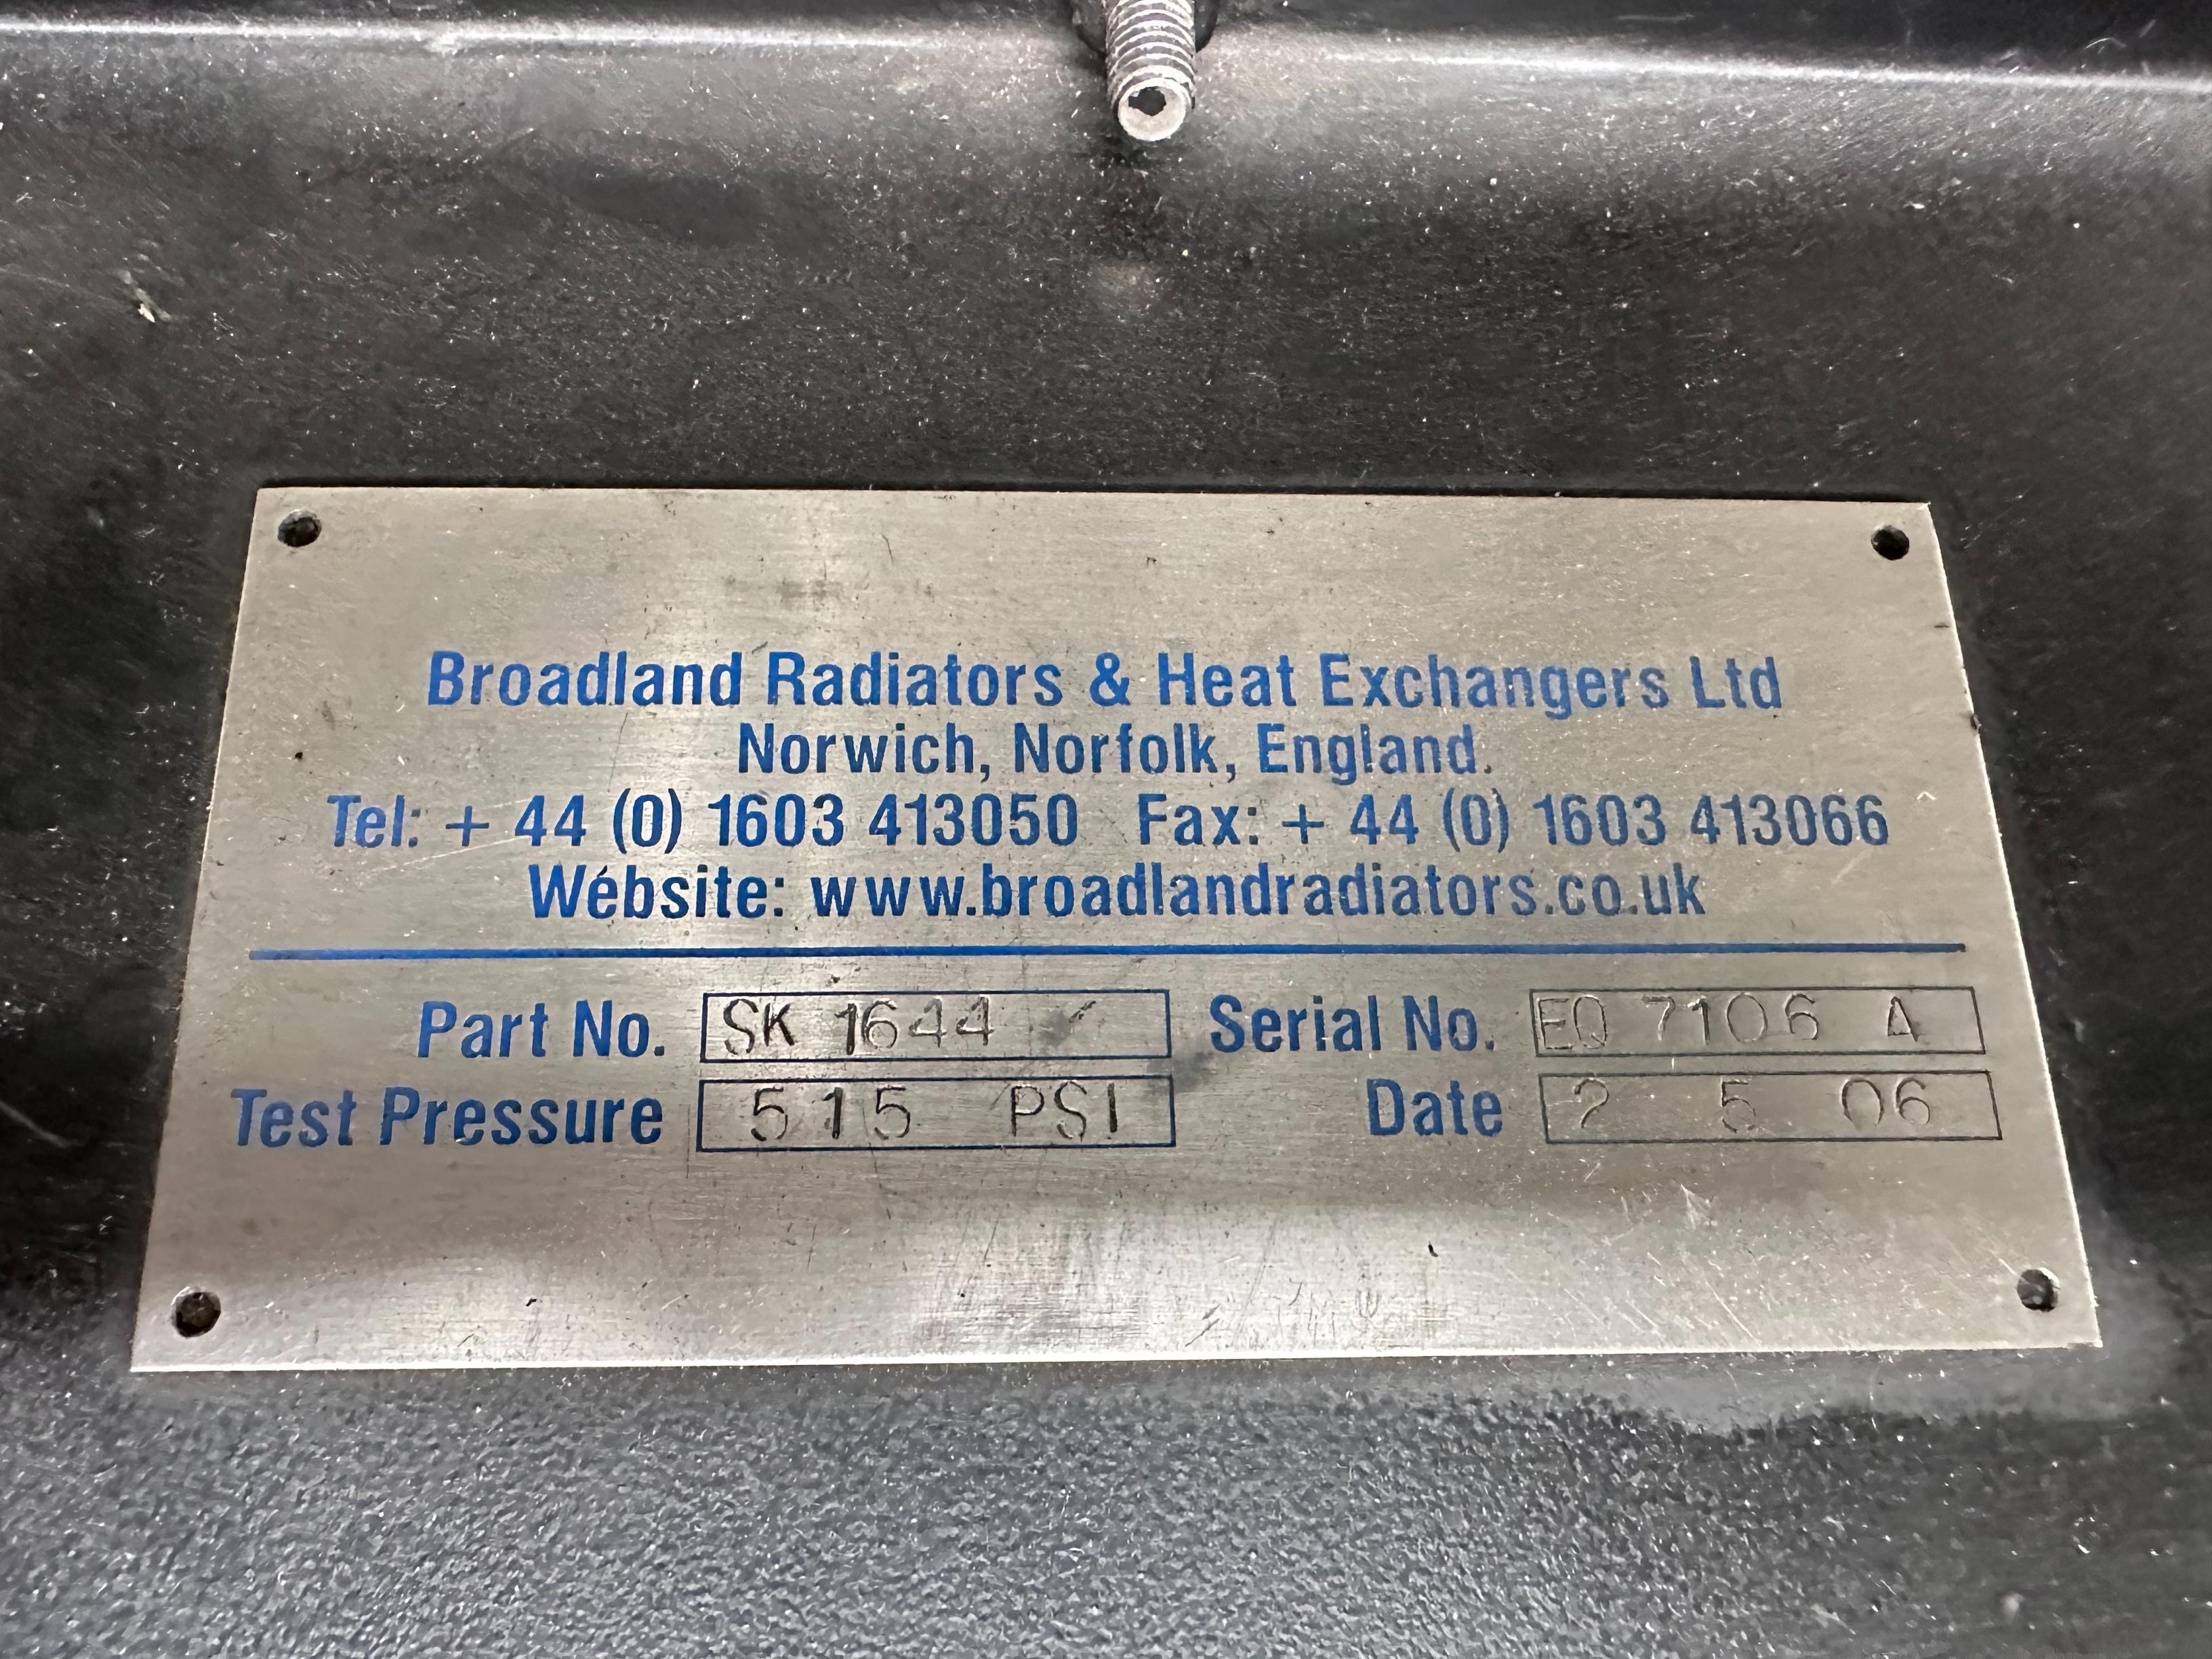 Broadland Radiators & Heat Exchangers Ltd
Norwich, Norfolk, England.
Tel: + 44 (0) 1603 413050 Fax: + 44 (0) 1603 413066
Website: www.broadlandradiators.co.uk
Part No. SK 1644 / Serial No. EQ 7106 A
Test Pressure 515 PSI Date 2 5 06